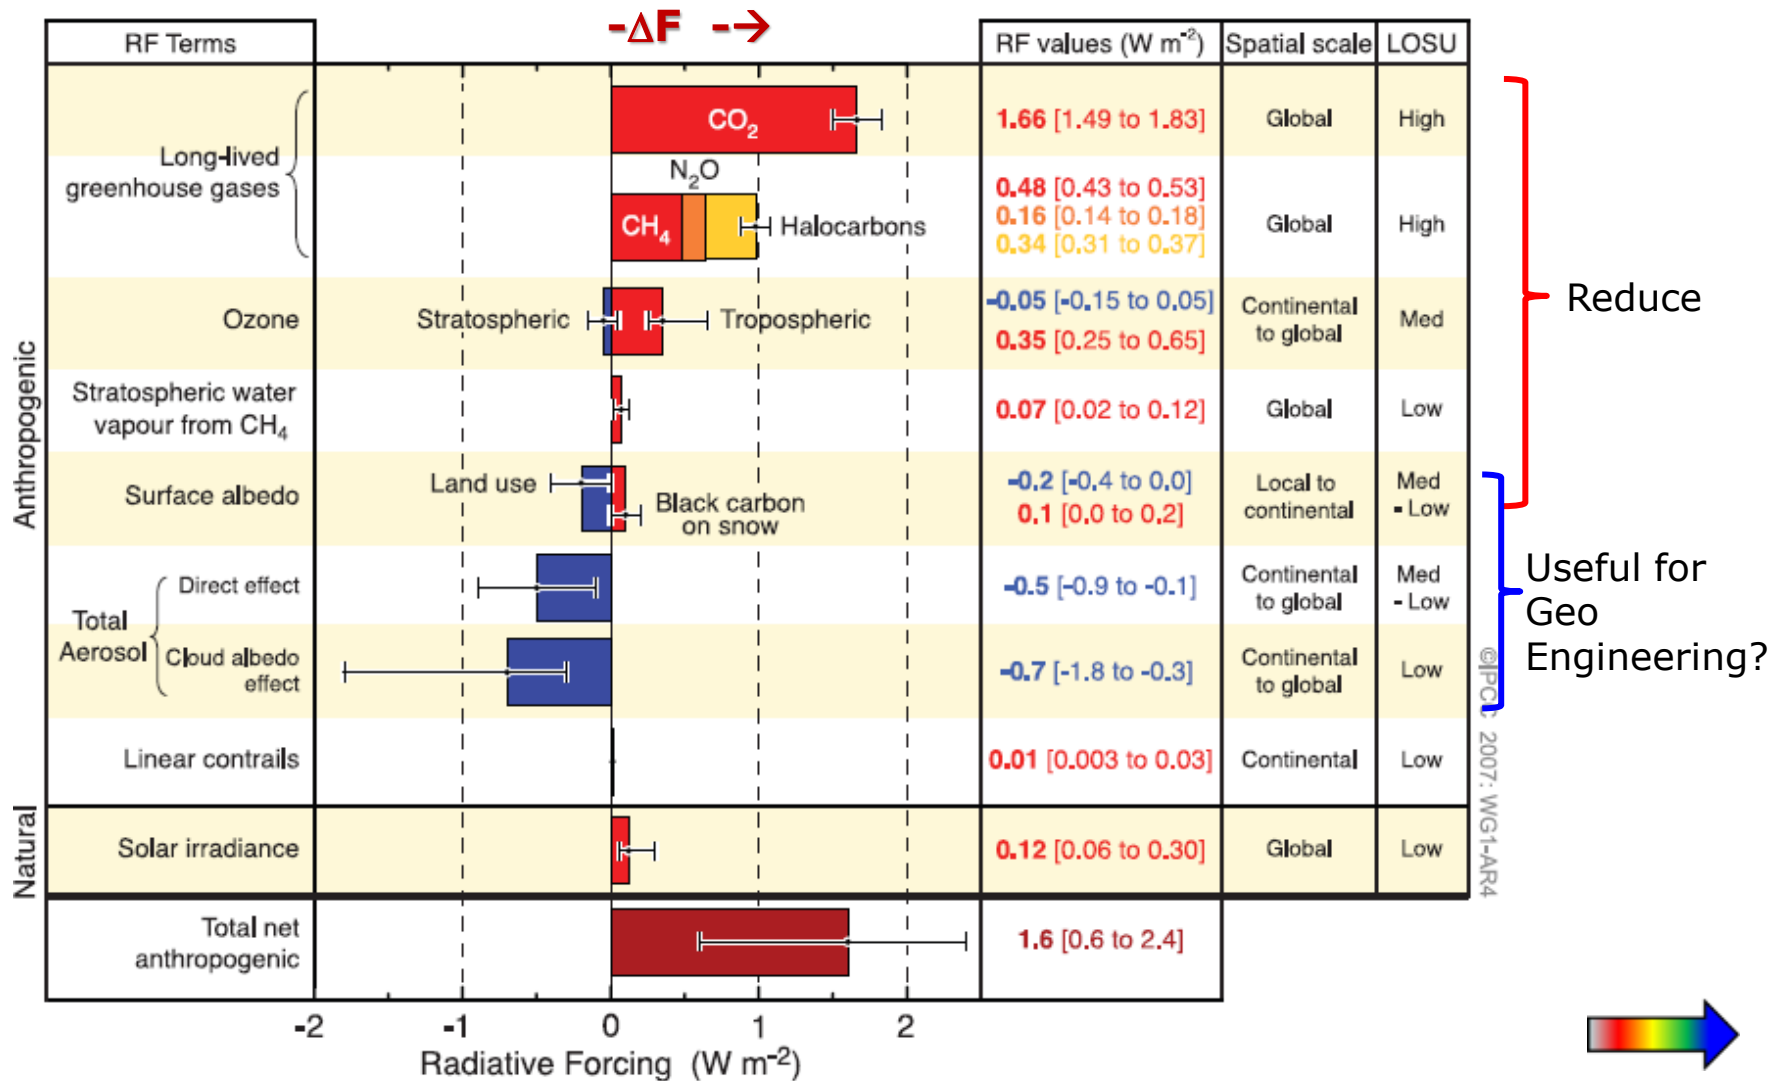 -ΔF -→
RF Terms
RF values (W m⁻²)
Spatial scale
LOSU
Anthropogenic
Long-lived
greenhouse gases
CO₂
1.66 [1.49 to 1.83]
Global
High
N₂O
CH₄
Halocarbons
0.48 [0.43 to 0.53]
0.16 [0.14 to 0.18]
0.34 [0.31 to 0.37]
Global
High
Ozone
Stratospheric
Tropospheric
-0.05 [-0.15 to 0.05]
0.35 [0.25 to 0.65]
Continental
to global
Med
Stratospheric water
vapour from CH₄
0.07 [0.02 to 0.12]
Global
Low
Surface albedo
Land use
Black carbon
on snow
-0.2 [-0.4 to 0.0]
0.1 [0.0 to 0.2]
Local to
continental
Med
- Low
Total
Aerosol
Direct effect
-0.5 [-0.9 to -0.1]
Continental
to global
Med
- Low
Cloud albedo
effect
-0.7 [-1.8 to -0.3]
Continental
to global
Low
Linear contrails
0.01 [0.003 to 0.03]
Continental
Low
Natural
Solar irradiance
0.12 [0.06 to 0.30]
Global
Low
Total net
anthropogenic
1.6 [0.6 to 2.4]
-2 -1 0 1 2
Radiative Forcing (W m⁻²)
©IPCC 2007: WG1-AR4
Reduce
Useful for
Geo
Engineering?